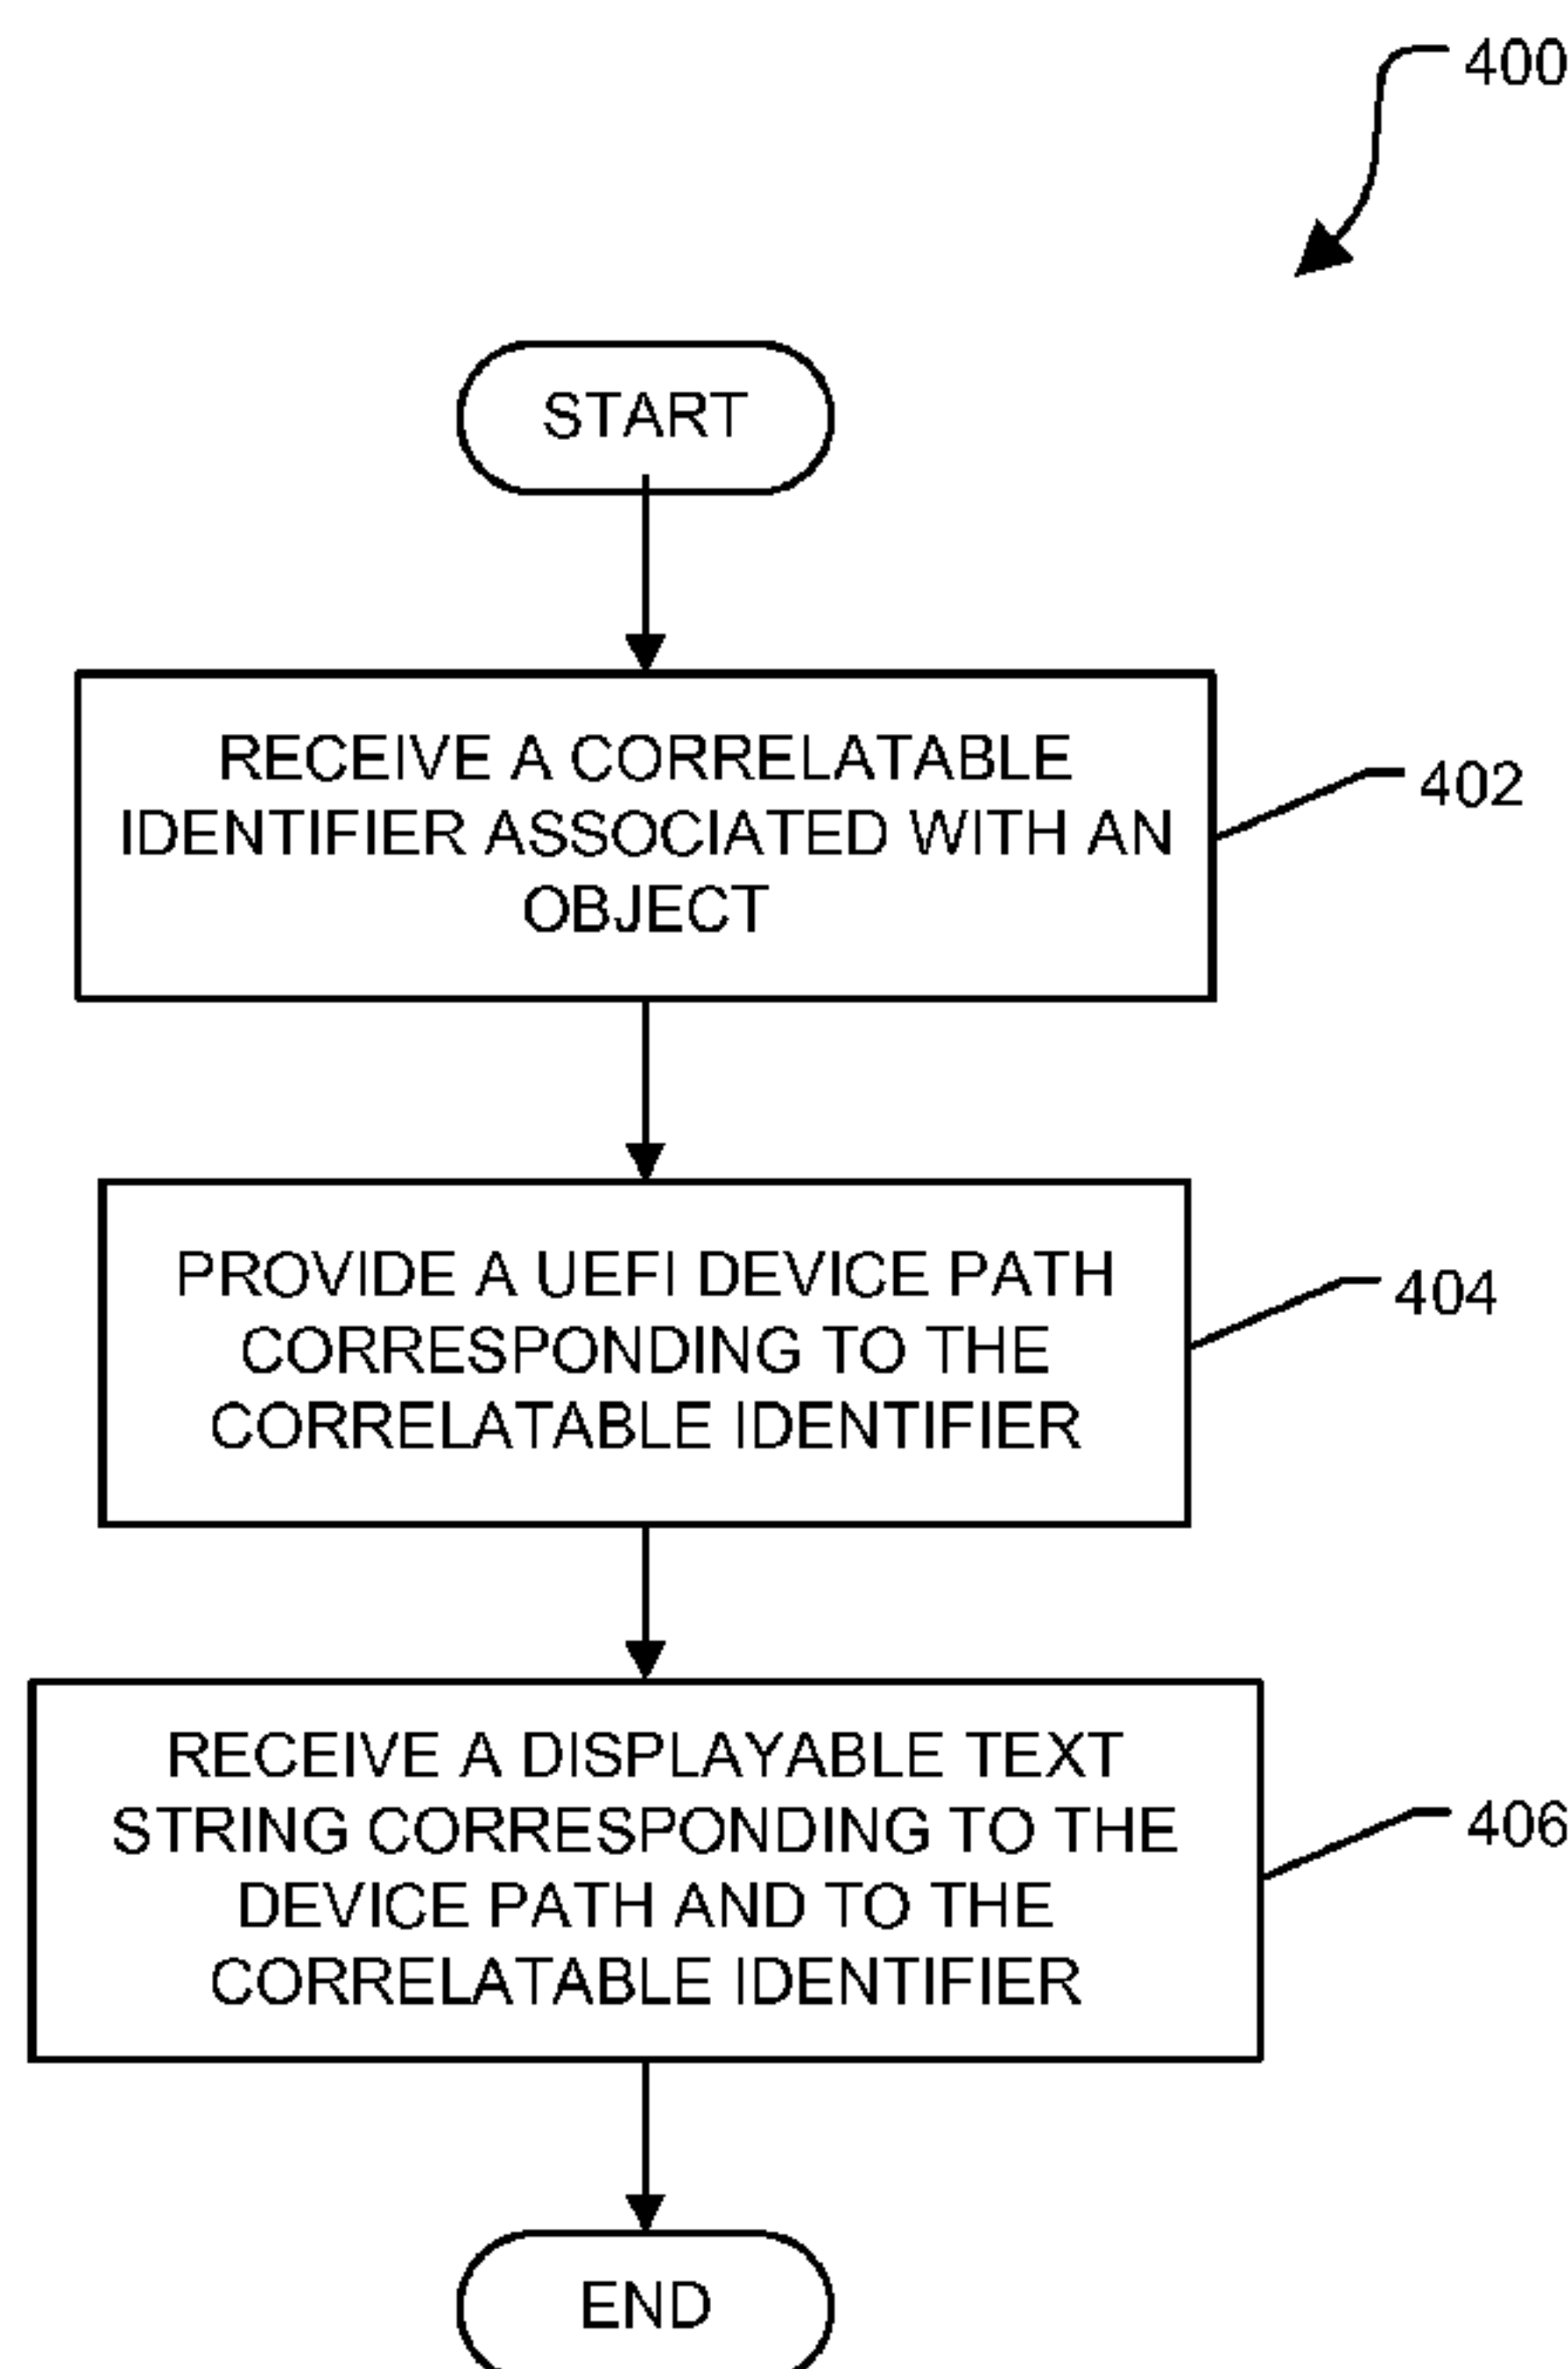 400
START
RECEIVE A CORRELATABLE
IDENTIFIER ASSOCIATED WITH AN
OBJECT
402
PROVIDE A UEFI DEVICE PATH
CORRESPONDING TO THE
CORRELATABLE IDENTIFIER
404
RECEIVE A DISPLAYABLE TEXT
STRING CORRESPONDING TO THE
DEVICE PATH AND TO THE
CORRELATABLE IDENTIFIER
406
END